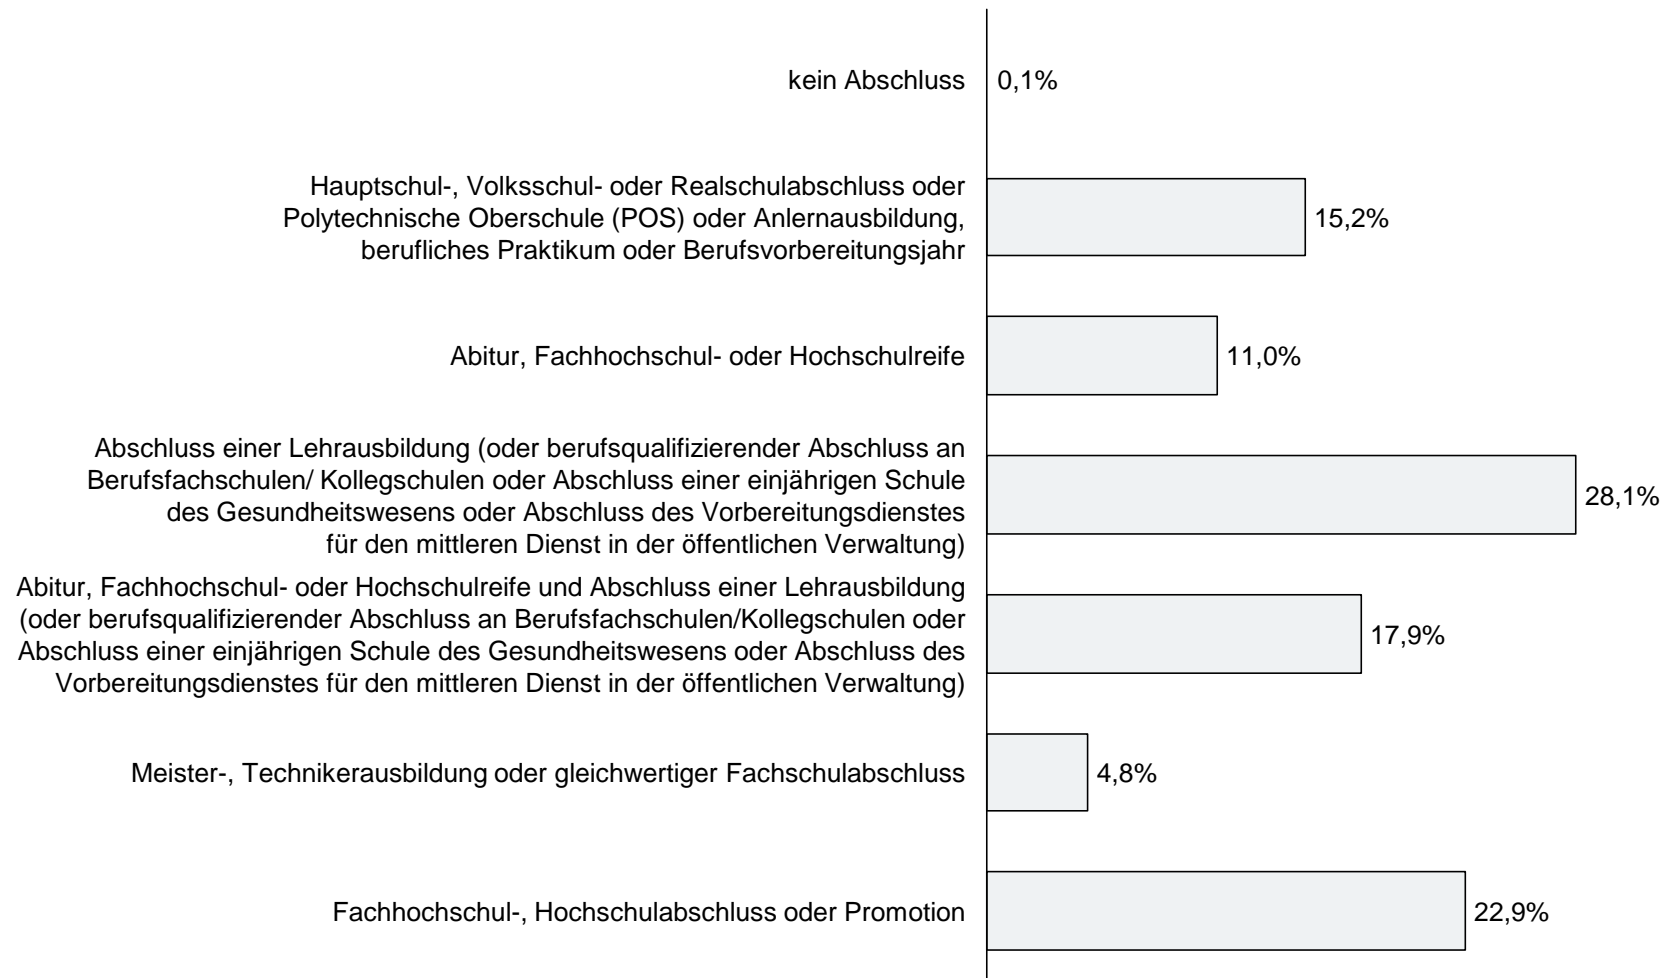 kein Abschluss
0,1%
Hauptschul-, Volksschul- oder Realschulabschluss oder
Polytechnische Oberschule (POS) oder Anlernausbildung,
berufliches Praktikum oder Berufsvorbereitungsjahr
15,2%
Abitur, Fachhochschul- oder Hochschulreife
11,0%
Abschluss einer Lehrausbildung (oder berufsqualifizierender Abschluss an
Berufsfachschulen/ Kollegschulen oder Abschluss einer einjährigen Schule
des Gesundheitswesens oder Abschluss des Vorbereitungsdienstes
für den mittleren Dienst in der öffentlichen Verwaltung)
28,1%
Abitur, Fachhochschul- oder Hochschulreife und Abschluss einer Lehrausbildung
(oder berufsqualifizierender Abschluss an Berufsfachschulen/Kollegschulen oder
Abschluss einer einjährigen Schule des Gesundheitswesens oder Abschluss des
Vorbereitungsdienstes für den mittleren Dienst in der öffentlichen Verwaltung)
17,9%
Meister-, Technikerausbildung oder gleichwertiger Fachschulabschluss
4,8%
Fachhochschul-, Hochschulabschluss oder Promotion
22,9%